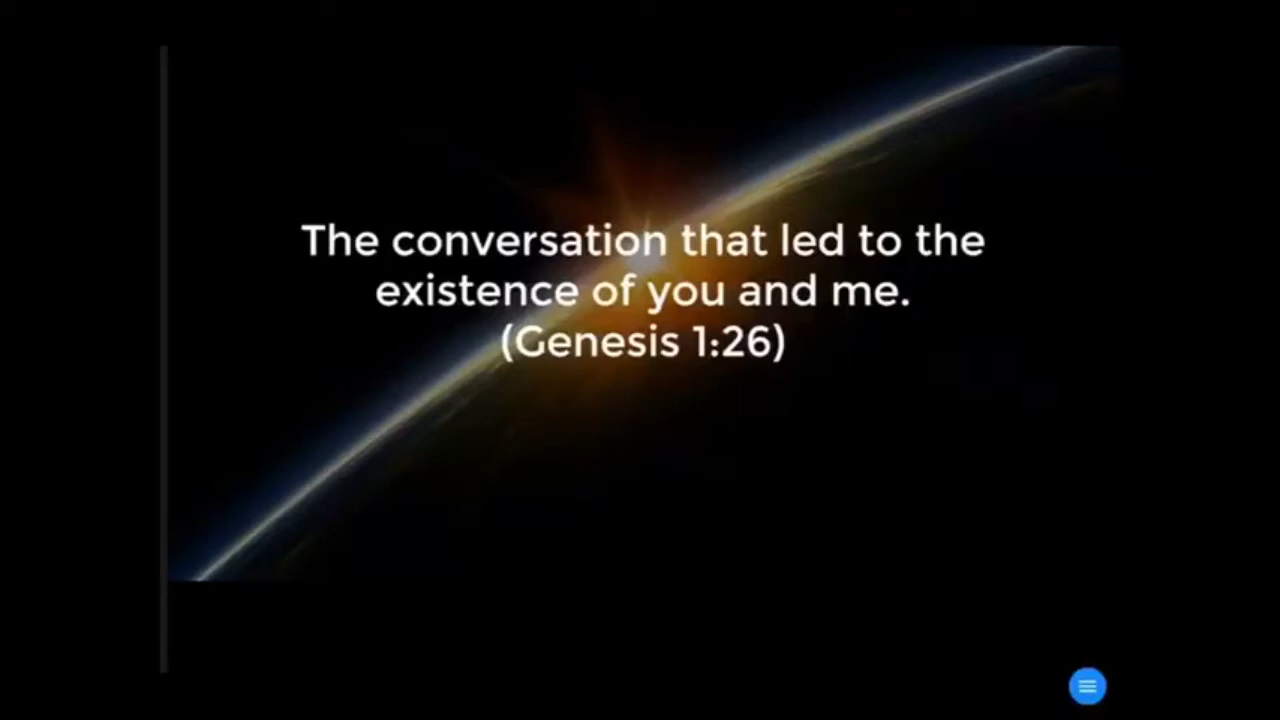 The conversation that led to the
existence of you and me.
(Genesis 1:26)